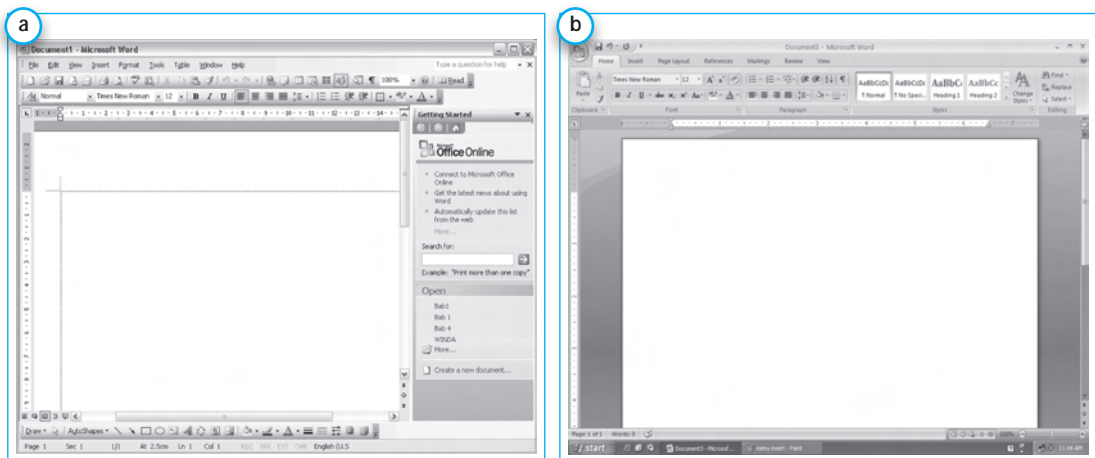 a
Document1 - Microsoft Word
File Edit View Insert Format Tools Table Window Help
Type a question for help
100%
Read
Normal
Times New Roman
12
B I U
Getting Started
Microsoft
Office Online
Connect to Microsoft Office
Online
Get the latest news about using
Word
Automatically update this list
from the web
More...
Search for:
Example: "Print more than one copy"
Open
Bab1
Bab 1
Bab 4
WINDA
More...
Create a new document...
Draw
AutoShapes
Page 1 Sec 1 1/1 At 2.5cm Ln 1 Col 1 REC TRK EXT OVR English (U.S
b
Document3 - Microsoft Word
Home Insert Page Layout References Mailings Review View
Paste
Times New Roman
12
B I U
AaBbCcDc AaBbCcDc AaBbC AaBbCc
Normal No Spaci... Heading 1 Heading 2
Change
Styles
Find
Replace
Select
Clipboard Font Paragraph Styles Editing
Page 1 of 1 Words: 0
100%
start
Document3 - Microsof...
menu insert - Paint
11:04 AM